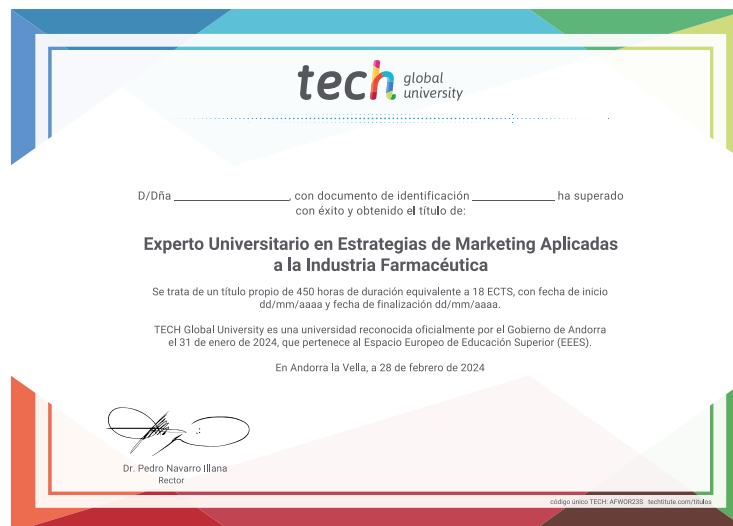 tech global university
D/Dña __________________, con documento de identificación _____________ ha superado
con éxito y obtenido el título de:
Experto Universitario en Estrategias de Marketing Aplicadas
a la Industria Farmacéutica
Se trata de un título propio de 450 horas de duración equivalente a 18 ECTS, con fecha de inicio
dd/mm/aaaa y fecha de finalización dd/mm/aaaa.
TECH Global University es una universidad reconocida oficialmente por el Gobierno de Andorra
el 31 de enero de 2024, que pertenece al Espacio Europeo de Educación Superior (EEES).
En Andorra la Vella, a 28 de febrero de 2024
Dr. Pedro Navarro Illana
Rector
código único TECH: AFWOR23S techtitute.com/titulos